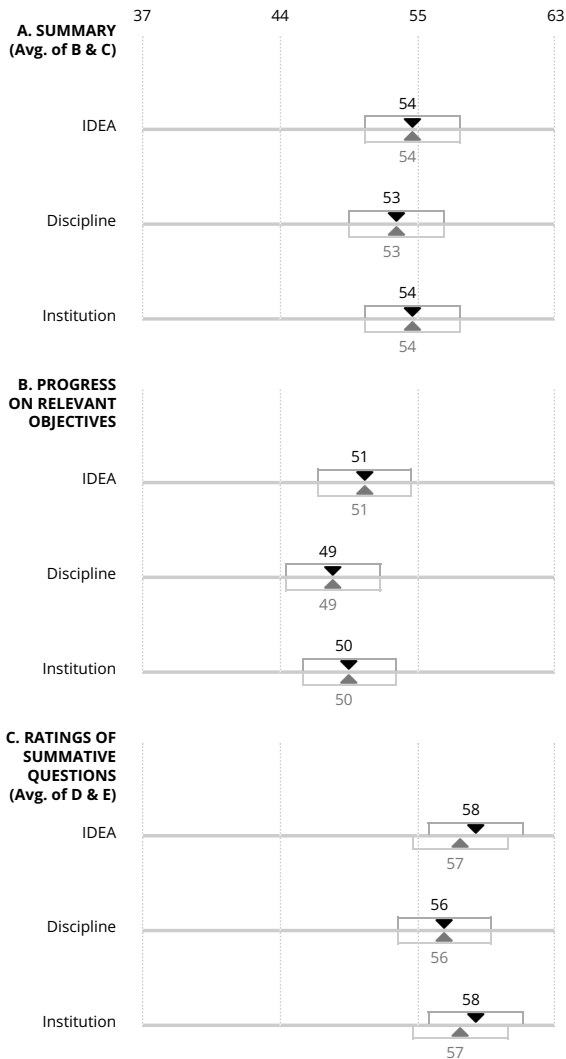 37 44 55 63
A. SUMMARY
(Avg. of B & C)
54
IDEA
54
53
Discipline
53
54
Institution
54
B. PROGRESS
ON RELEVANT
OBJECTIVES
51
IDEA
51
49
Discipline
49
50
Institution
50
C. RATINGS OF
SUMMATIVE
QUESTIONS
(Avg. of D & E)
58
IDEA
57
56
Discipline
56
58
Institution
57